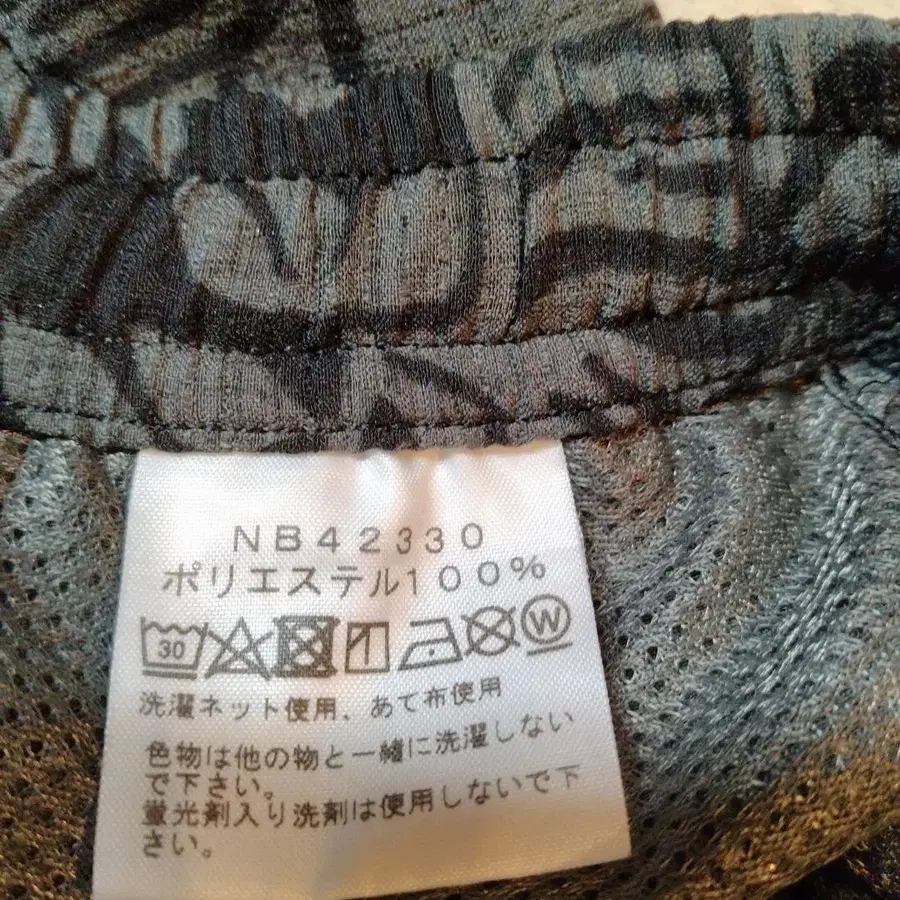 NB42330
ポリエステル100%
30 W
洗濯ネット使用、あて布使用
色物は他の物と一緒に洗濯しない
で下さい。
蛍光剤入り洗剤は使用しないで下
さい。